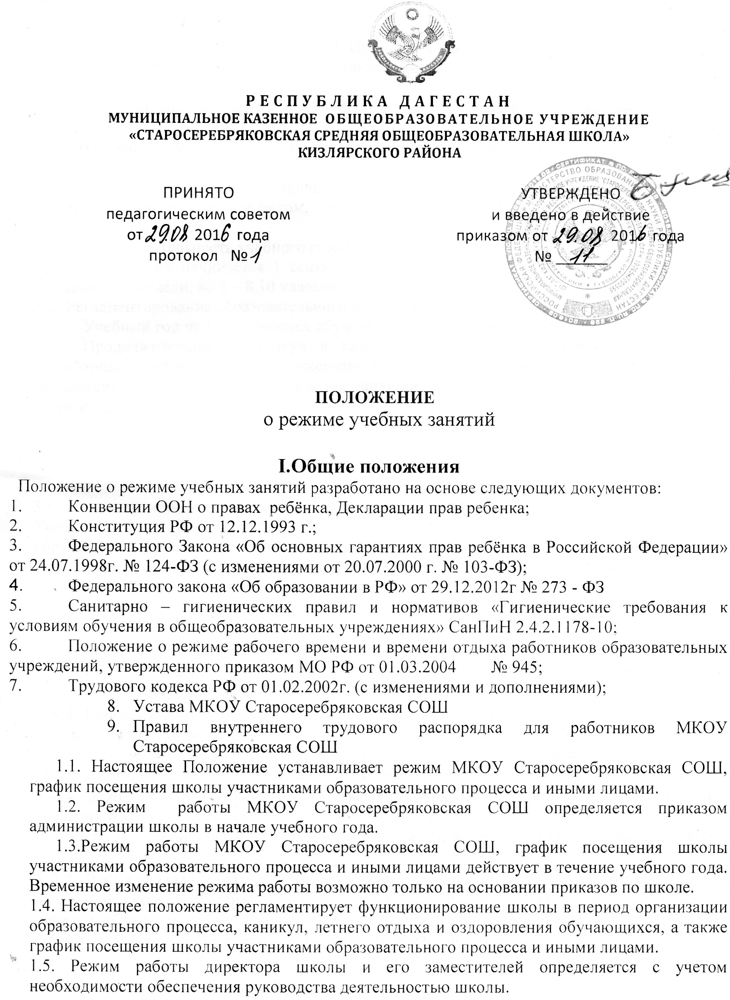 РЕСПУБЛИКА ДАГЕСТАН
МУНИЦИПАЛЬНОЕ КАЗЕННОЕ ОБЩЕОБРАЗОВАТЕЛЬНОЕ УЧРЕЖДЕНИЕ
«СТАРОСЕРЕБРЯКОВСКАЯ СРЕДНЯЯ ОБЩЕОБРАЗОВАТЕЛЬНАЯ ШКОЛА»
КИЗЛЯРСКОГО РАЙОНА
ПРИНЯТО
педагогическим советом
от 29.08 2016 года
протокол №1
УТВЕРЖДЕНО
и введено в действие
приказом от 29.08 2016 года
№ 11
ПОЛОЖЕНИЕ
о режиме учебных занятий
I.Общие положения
Положение о режиме учебных занятий разработано на основе следующих документов:
1. Конвенции ООН о правах ребёнка, Декларации прав ребенка;
2. Конституция РФ от 12.12.1993 г.;
3. Федерального Закона «Об основных гарантиях прав ребёнка в Российской Федерации»
от 24.07.1998г. № 124-ФЗ (с изменениями от 20.07.2000 г. № 103-ФЗ);
4. Федерального закона «Об образовании в РФ» от 29.12.2012г № 273 - ФЗ
5. Санитарно – гигиенических правил и нормативов «Гигиенические требования к
условиям обучения в общеобразовательных учреждениях» СанПиН 2.4.2.1178-10;
6. Положение о режиме рабочего времени и времени отдыха работников образовательных
учреждений, утвержденного приказом МО РФ от 01.03.2004 № 945;
7. Трудового кодекса РФ от 01.02.2002г. (с изменениями и дополнениями);
8. Устава МКОУ Старосеребряковская СОШ
9. Правил внутреннего трудового распорядка для работников МКОУ
Старосеребряковская СОШ
1.1. Настоящее Положение устанавливает режим МКОУ Старосеребряковская СОШ,
график посещения школы участниками образовательного процесса и иными лицами.
1.2. Режим работы МКОУ Старосеребряковская СОШ определяется приказом
администрации школы в начале учебного года.
1.3.Режим работы МКОУ Старосеребряковская СОШ, график посещения школы
участниками образовательного процесса и иными лицами действует в течение учебного года.
Временное изменение режима работы возможно только на основании приказов по школе.
1.4. Настоящее положение регламентирует функционирование школы в период организации
образовательного процесса, каникул, летнего отдыха и оздоровления обучающихся, а также
график посещения школы участниками образовательного процесса и иными лицами.
1.5. Режим работы директора школы и его заместителей определяется с учетом
необходимости обеспечения руководства деятельностью школы.